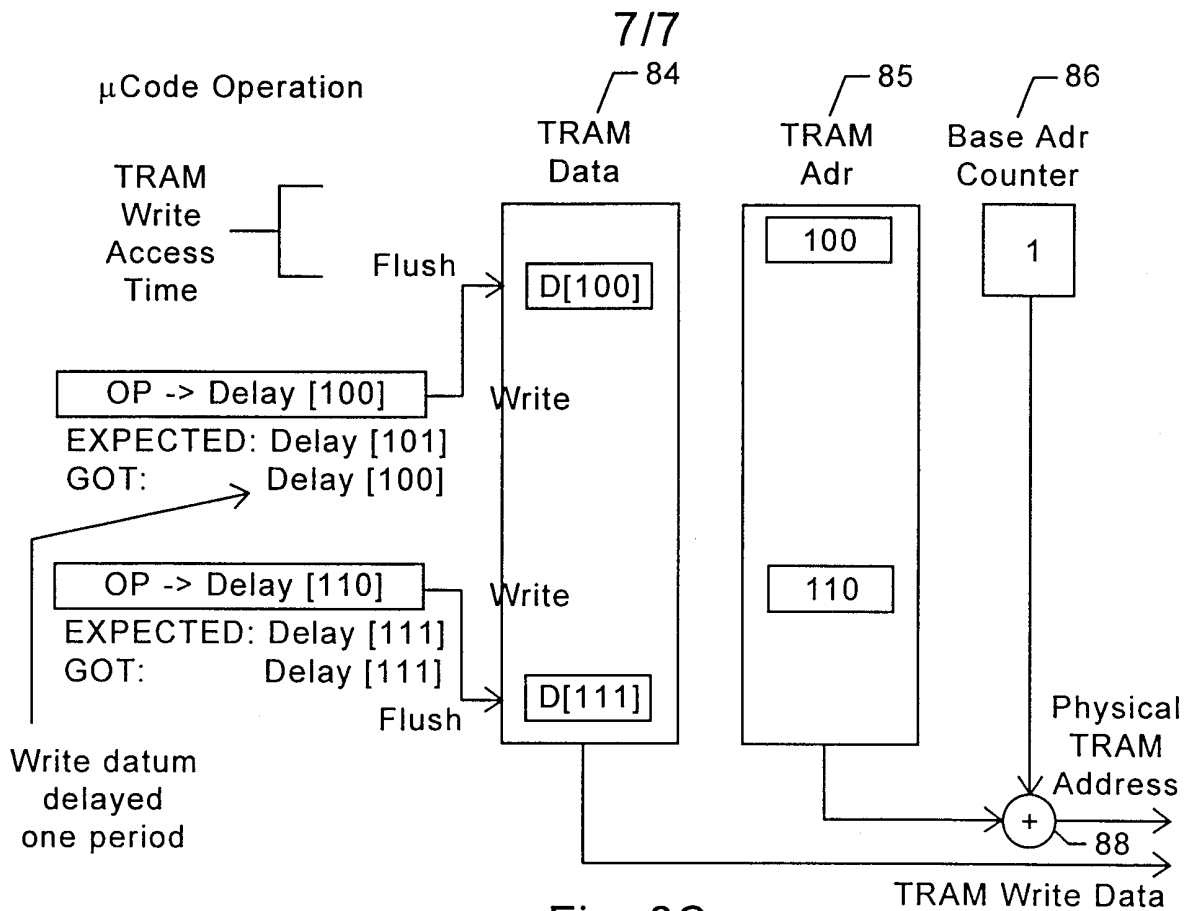 7/7
μCode Operation
84
85
86
TRAM
Data
TRAM
Adr
Base Adr
Counter
TRAM
Write
Access
Time
Flush
D[100]
100
1
OP -> Delay [100]
Write
EXPECTED: Delay [101]
GOT: Delay [100]
OP -> Delay [110]
Write
110
EXPECTED: Delay [111]
GOT: Delay [111]
Flush
D[111]
Write datum
delayed
one period
Physical
TRAM
Address
+
88
TRAM Write Data